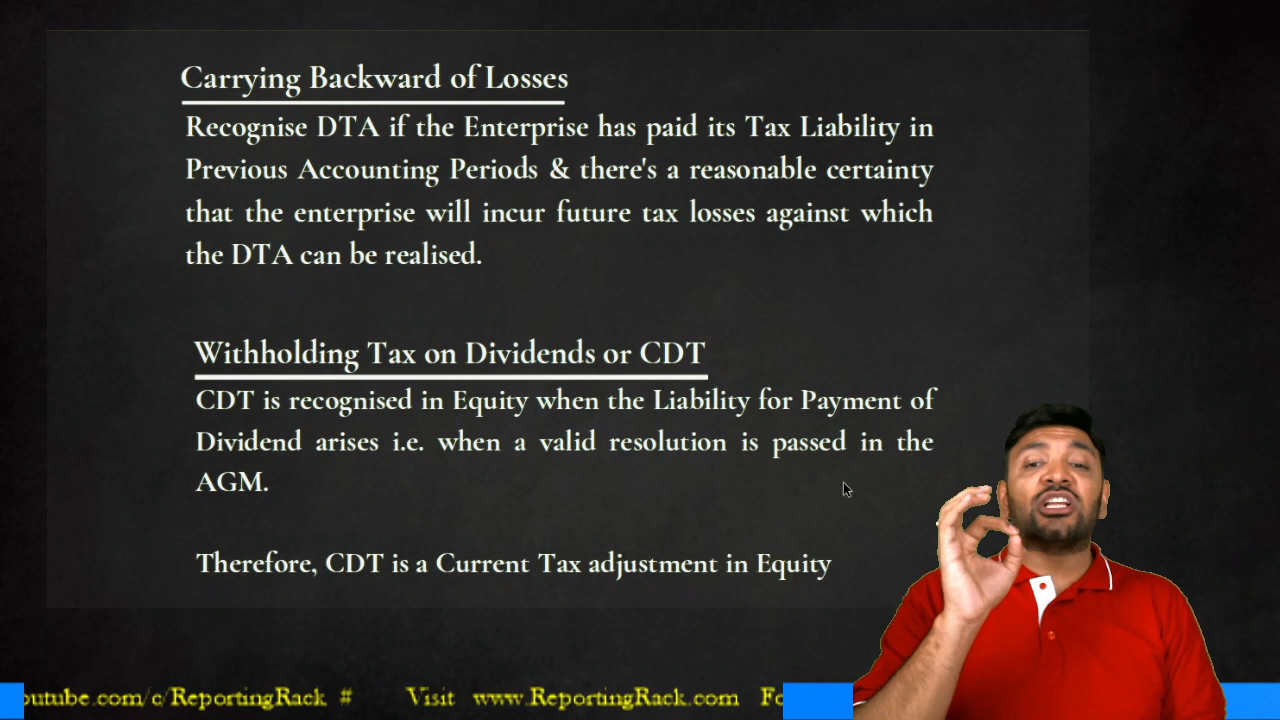 Carrying Backward of Losses
Recognise DTA if the Enterprise has paid its Tax Liability in
Previous Accounting Periods & there's a reasonable certainty
that the enterprise will incur future tax losses against which
the DTA can be realised.
Withholding Tax on Dividends or CDT
CDT is recognised in Equity when the Liability for Payment of
Dividend arises i.e. when a valid resolution is passed in the
AGM.
Therefore, CDT is a Current Tax adjustment in Equity
outube.com/c/ReportingRack # Visit www.ReportingRack.com Fo